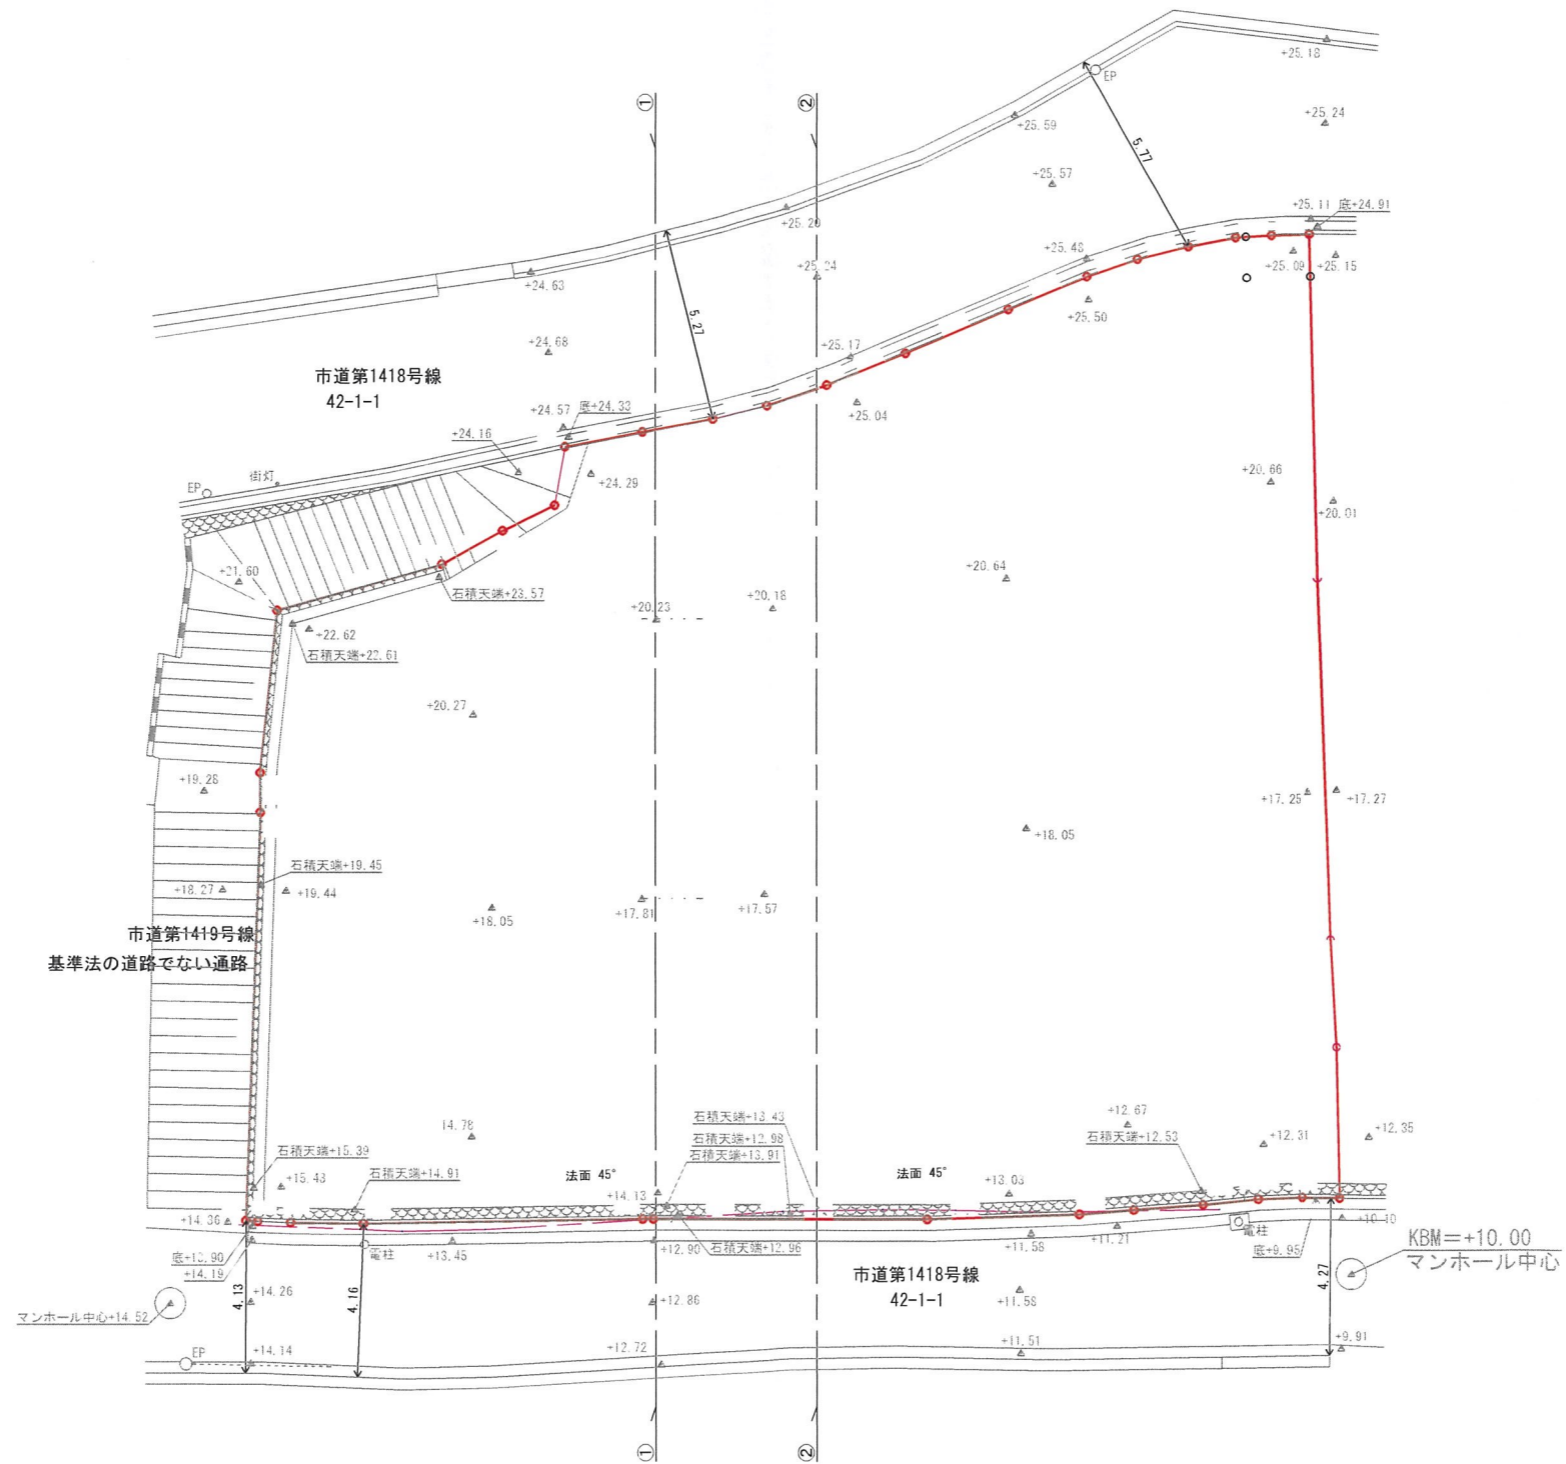 +25.18
①
②
EP
+25.24
+25.59
5.77
+25.57
+25.11
底+24.91
+25.20
+25.48
+25.09
+25.15
+24.63
5.27
+25.50
+24.68
+25.17
市道第1418号線
42-1-1
+25.04
+24.57
底+24.33
+24.16
+24.29
街灯
EP
+20.66
+20.01
+21.60
+20.64
石積天端+23.57
+20.23
+20.18
+22.62
石積天端+22.61
+20.27
+19.28
+17.25
+17.27
+18.05
石積天端+19.45
+18.27
+19.44
+18.05
+17.81
+17.57
市道第1419号線
基準法の道路でない通路
14.78
石積天端+13.43
石積天端+12.98
石積天端+13.91
+12.67
石積天端+12.53
+12.31
+12.35
石積天端+15.39
石積天端+14.91
法面 45°
法面 45°
+15.43
+14.13
+13.03
+14.36
底+13.90
+14.19
電柱
+13.45
+12.90
石積天端+12.96
+11.58
+11.21
電柱
底+9.95
+10.10
KBM=+10.00
マンホール中心
市道第1418号線
42-1-1
4.13
4.16
4.27
+14.26
+12.86
+11.58
マンホール中心+14.52
EP
+14.14
+12.72
+11.51
+9.91
①
②